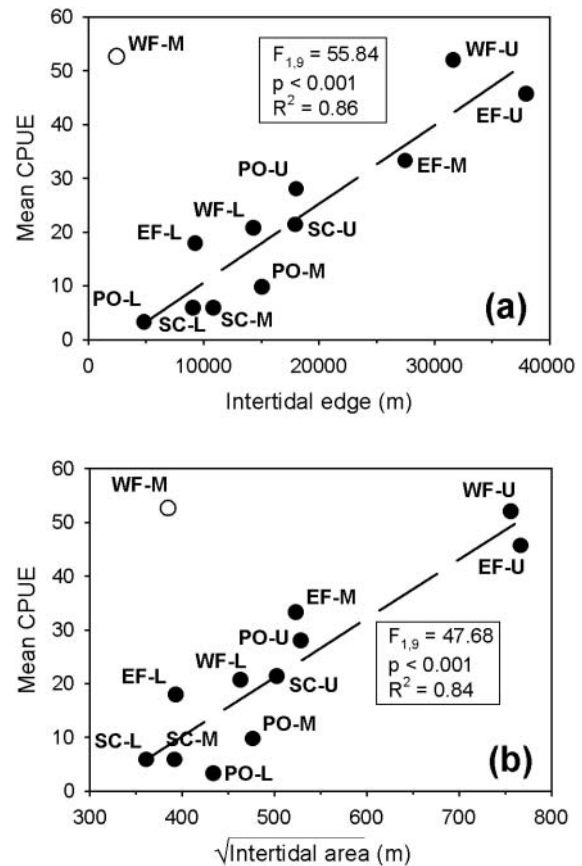 60
50
40
30
20
10
0
Mean CPUE
WF-M
F1,9 = 55.84
p < 0.001
R² = 0.86
WF-U
EF-U
EF-M
PO-U
WF-L
SC-U
EF-L
PO-M
PO-L
SC-L
SC-M
(a)
0 10000 20000 30000 40000
Intertidal edge (m)
60
50
40
30
20
10
0
Mean CPUE
WF-M
WF-U
EF-U
EF-M
PO-U
WF-L
F1,9 = 47.68
p < 0.001
R² = 0.84
EF-L
SC-U
SC-L
SC-M
PO-M
PO-L
(b)
300 400 500 600 700 800
√Intertidal area (m)